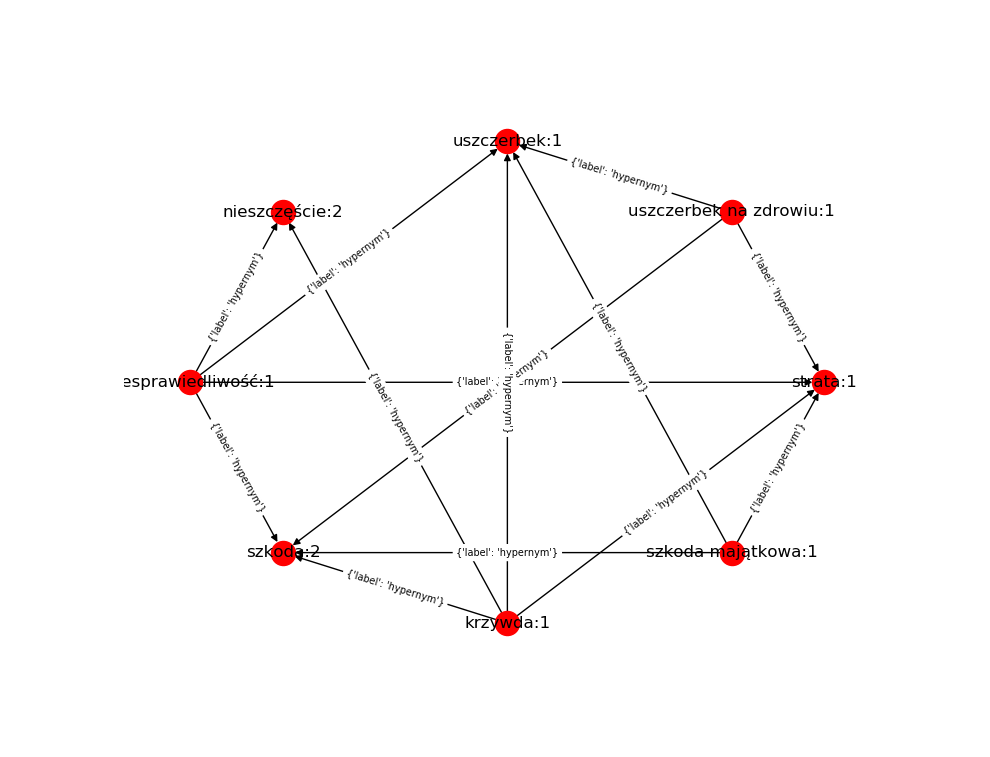 uszczerbek:1
{'label': 'hypernym'}
nieszczęście:2
uszczerbek na zdrowiu:1
{'label': 'hypernym'}
{'label': 'hypernym'}
{'label': 'hypernym'}
{'label': 'hypernym'}
esprawiedliwość:1
{'label': 'hypernym'}
{'label': 'hypernym'}
{'label': 'hypernym'}
strata:1
{'label': 'hypernym'}
{'label': 'hypernym'}
{'label': 'hypernym'}
{'label': 'hypernym'}
szkoda:2
{'label': 'hypernym'}
szkoda majątkowa:1
{'label': 'hypernym'}
krzywda:1